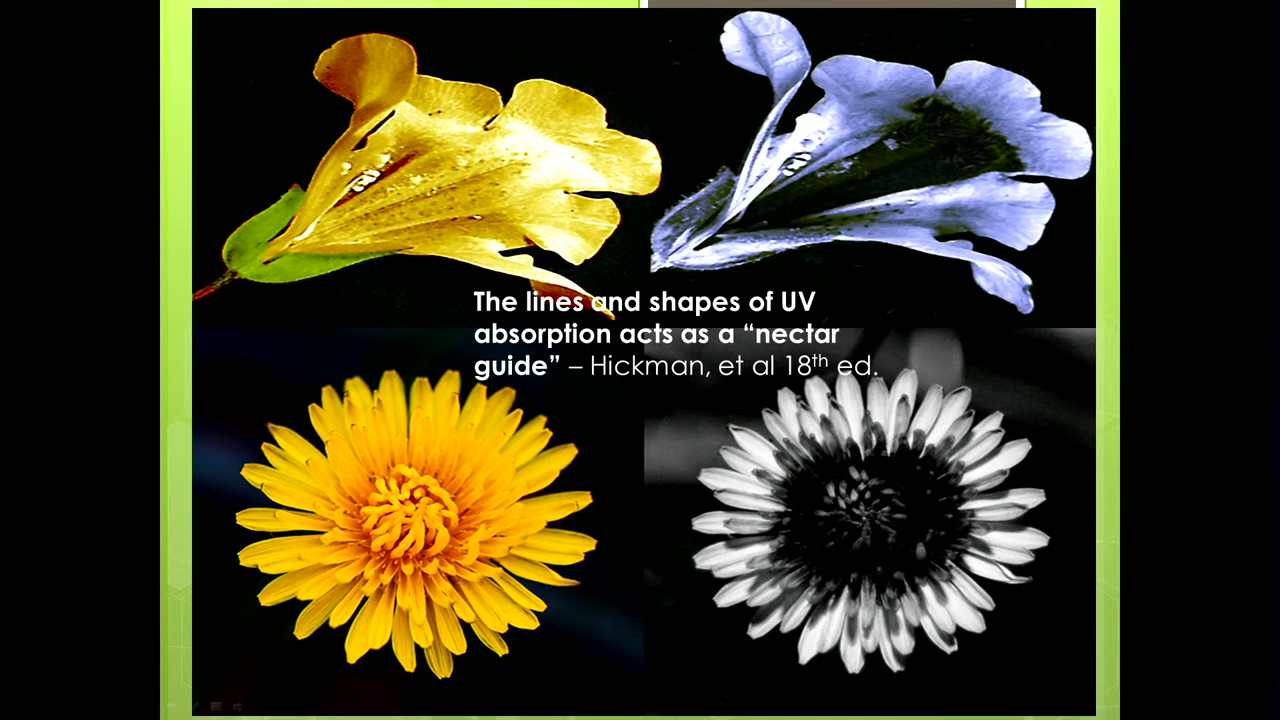 The lines and shapes of UV
absorption acts as a “nectar
guide” – Hickman, et al 18th ed.